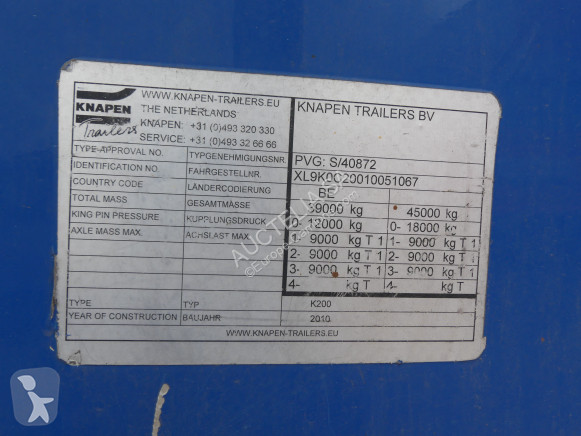 KNAPEN
Trailers
WWW.KNAPEN-TRAILERS.EU
THE NETHERLANDS
KNAPEN: +31 (0)493 320 330
SERVICE: +31 (0)493 32 66 66
KNAPEN TRAILERS BV
TYPE APPROVAL NO. TYPGENEHMIGUNGSNR. PVG: S/40872
IDENTIFICATION NO. FAHRGESTELLNR. XL9K0020010051067
COUNTRY CODE LÄNDERCODIERUNG BE
TOTAL MASS GESAMTMÄSSE 39000 kg 45000 kg
KING PIN PRESSURE KUPPLUNGSDRUCK 0- 12000 kg 0- 18000 kg
AXLE MASS MAX. ACHSLAST MAX. 1- 9000 kg T 1 1- 9000 kg T 1
2- 9000 kg T 1 2- 9000 kg T 1
3- 9000 kg T 1 3- 9000 kg T 1
4- kg T 4- kg T
TYPE TYP K200
YEAR OF CONSTRUCTION BAUJAHR 2010
WWW.KNAPEN-TRAILERS.EU